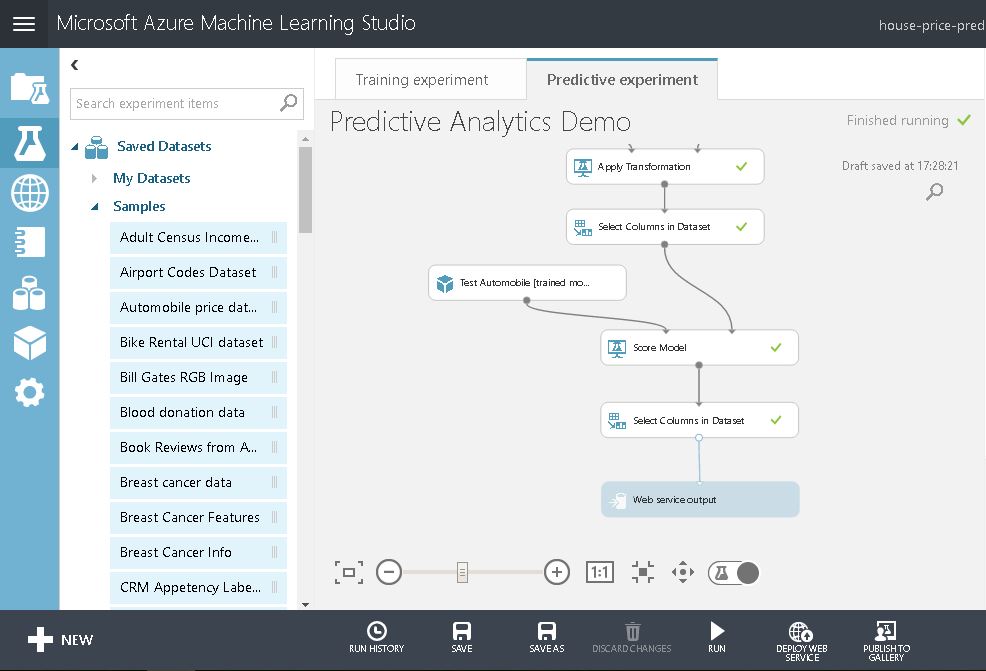 Microsoft Azure Machine Learning Studio
house-price-pred
Training experiment
Predictive experiment
Search experiment items
Predictive Analytics Demo
Finished running
Draft saved at 17:28:21
Saved Datasets
My Datasets
Samples
Adult Census Income...
Airport Codes Dataset
Automobile price dat...
Bike Rental UCI dataset
Bill Gates RGB Image
Blood donation data
Book Reviews from A...
Breast cancer data
Breast Cancer Features
Breast Cancer Info
CRM Appetency Labe...
Apply Transformation
Select Columns in Dataset
Test Automobile [trained mo...
Score Model
Select Columns in Dataset
Web service output
1:1
NEW
RUN HISTORY
SAVE
SAVE AS
DISCARD CHANGES
RUN
DEPLOY WEB
SERVICE
PUBLISH TO
GALLERY